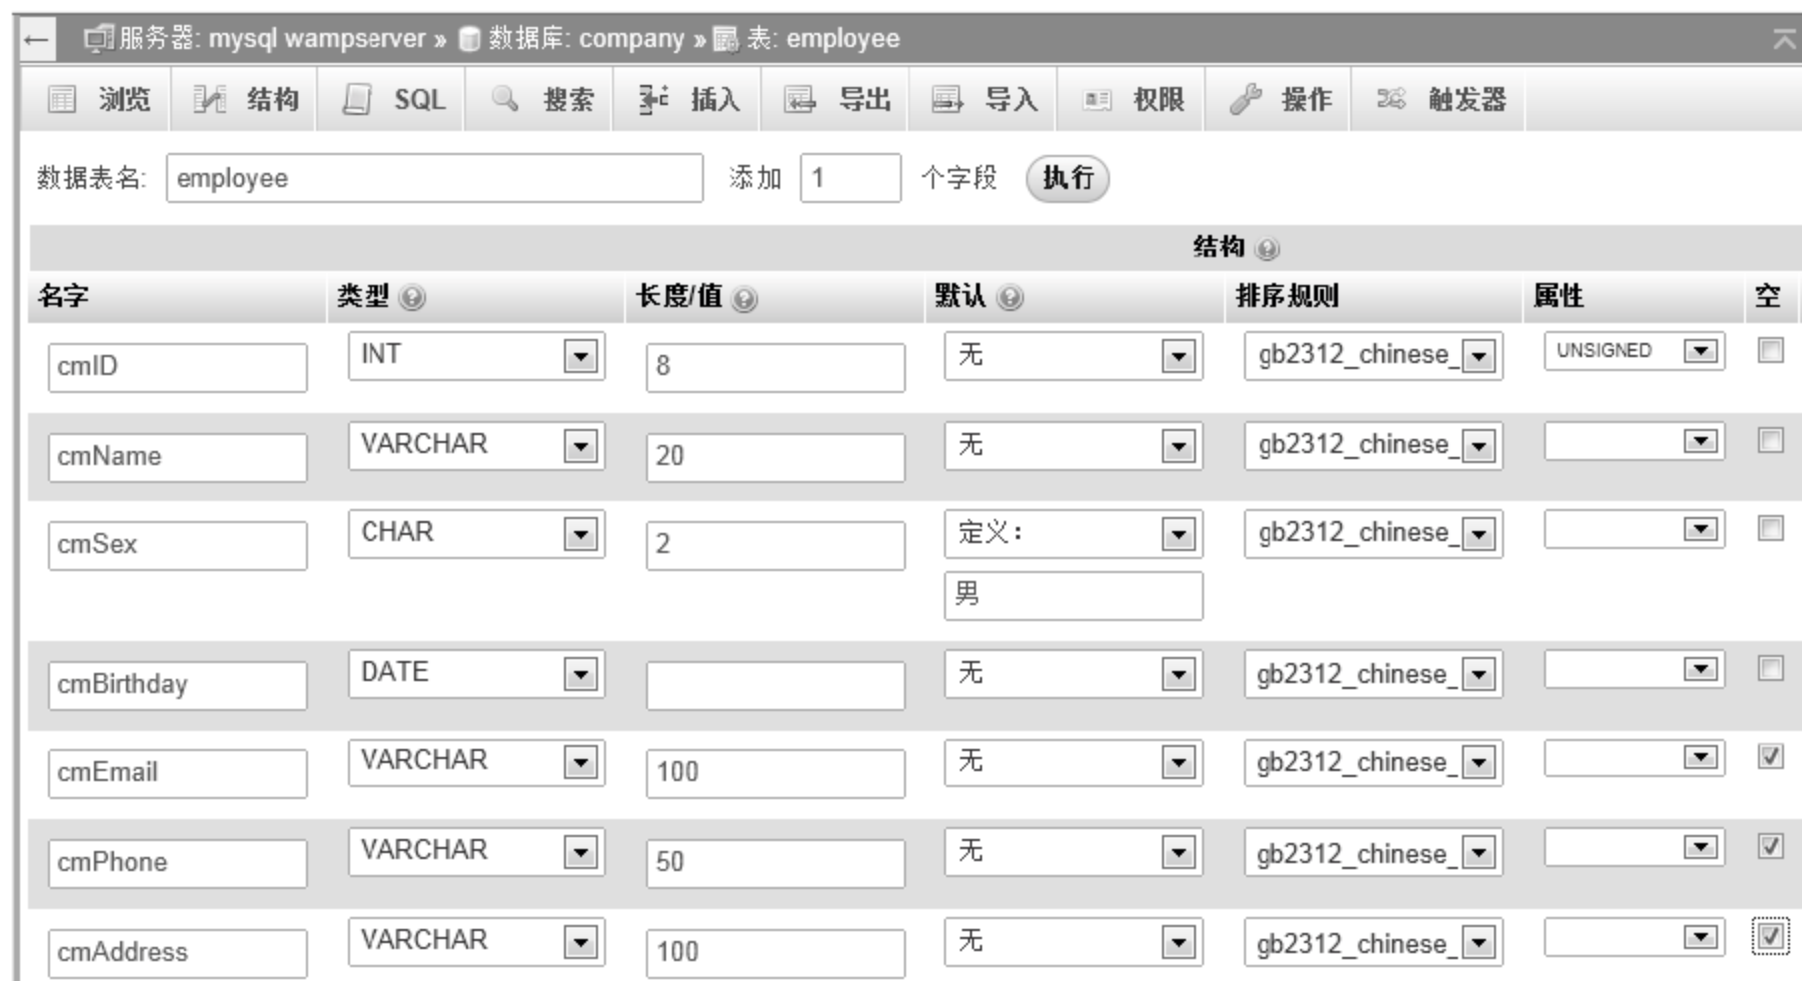 服务器: mysql wampserver » 数据库: company » 表: employee
浏览 结构 SQL 搜索 插入 导出 导入 权限 操作 触发器
数据表名: employee 添加 1 个字段 执行
结构
名字 类型 长度/值 默认 排序规则 属性 空
cmID INT 8 无 gb2312_chinese_ UNSIGNED
cmName VARCHAR 20 无 gb2312_chinese_
cmSex CHAR 2 定义: gb2312_chinese_
男
cmBirthday DATE 无 gb2312_chinese_
cmEmail VARCHAR 100 无 gb2312_chinese_
cmPhone VARCHAR 50 无 gb2312_chinese_
cmAddress VARCHAR 100 无 gb2312_chinese_